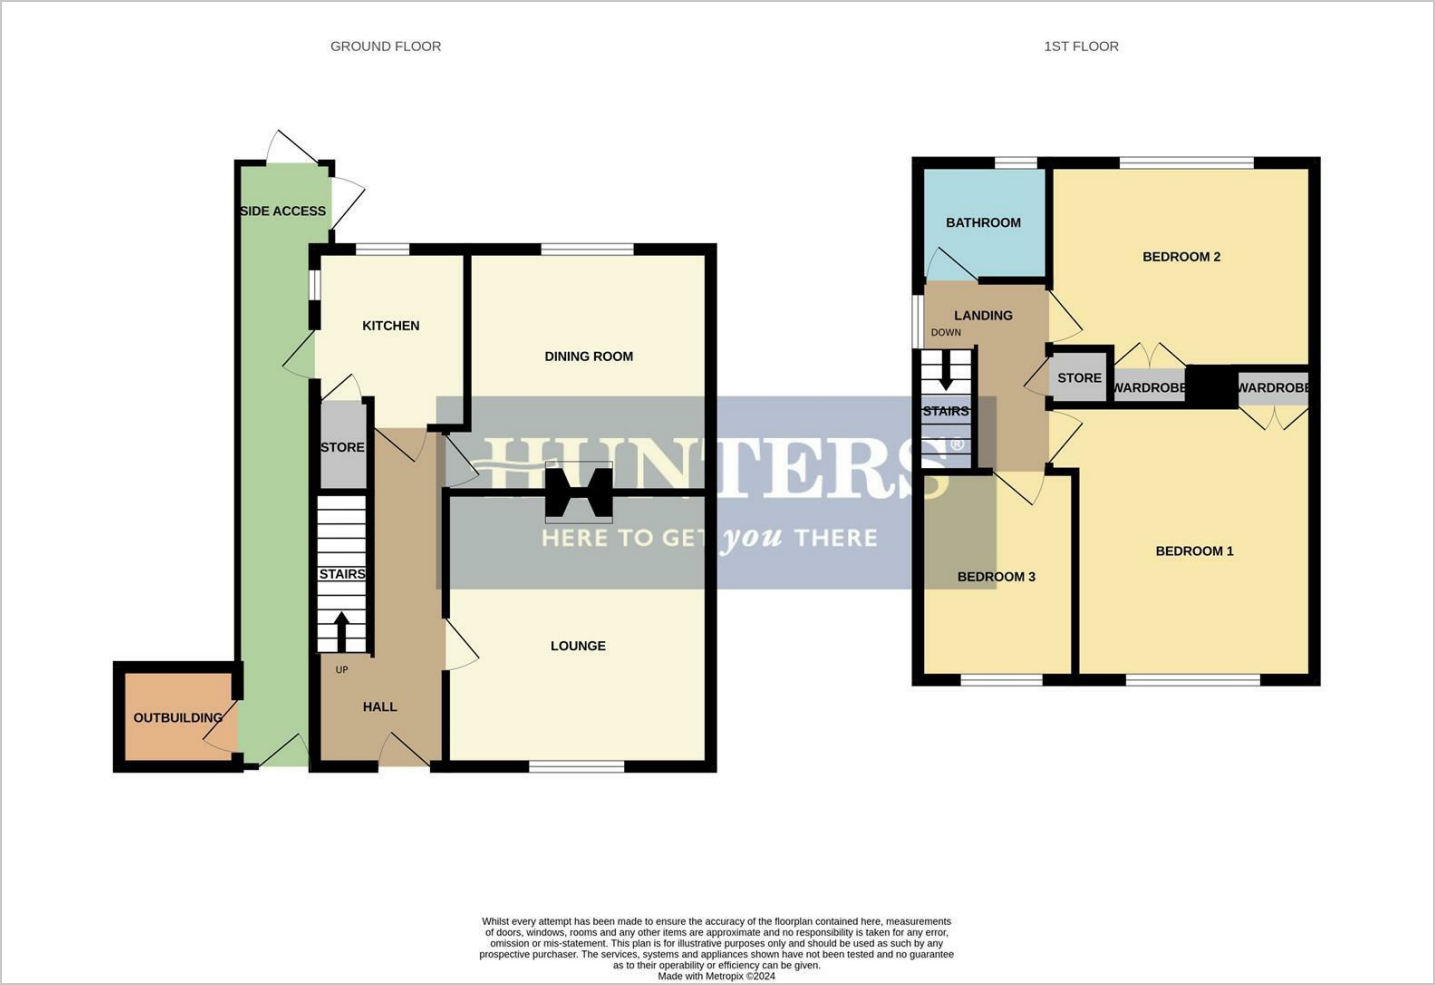 GROUND FLOOR
1ST FLOOR
SIDE ACCESS
KITCHEN
DINING ROOM
STORE
STAIRS
UP
HALL
LOUNGE
OUTBUILDING
BATHROOM
BEDROOM 2
LANDING
DOWN
STORE
WARDROBE
WARDROBE
STAIRS
BEDROOM 3
BEDROOM 1
HUNTERS®
HERE TO GET you THERE
Whilst every attempt has been made to ensure the accuracy of the floorplan contained here, measurements
of doors, windows, rooms and any other items are approximate and no responsibility is taken for any error,
omission or mis-statement. This plan is for illustrative purposes only and should be used as such by any
prospective purchaser. The services, systems and appliances shown have not been tested and no guarantee
as to their operability or efficiency can be given.
Made with Metropix ©2024